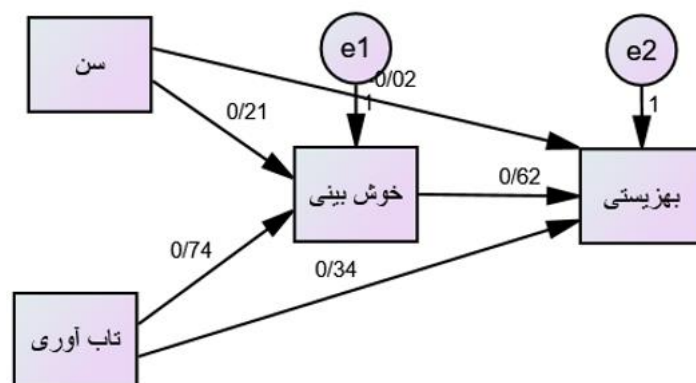 سن
e1
e2
-0/02
0/21
1
1
خوش بینی
0/62
بهزیستی
0/74
0/34
تاب آوری